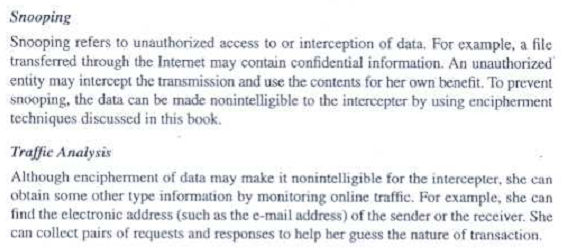 Snooping
Snooping refers to unauthorized access to or interception of data. For example, a file
transferred through the Internet may contain confidential information. An unauthorized
entity may intercept the transmission and use the contents for her own benefit. To prevent
snooping, the data can be made nonintelligible to the intercepter by using encipherment
techniques discussed in this book.
Traffic Analysis
Although encipherment of data may make it nonintelligible for the intercepter, she can
obtain some other type information by monitoring online traffic. For example, she can
find the electronic address (such as the e-mail address) of the sender or the receiver. She
can collect pairs of requests and responses to help her guess the nature of transaction.